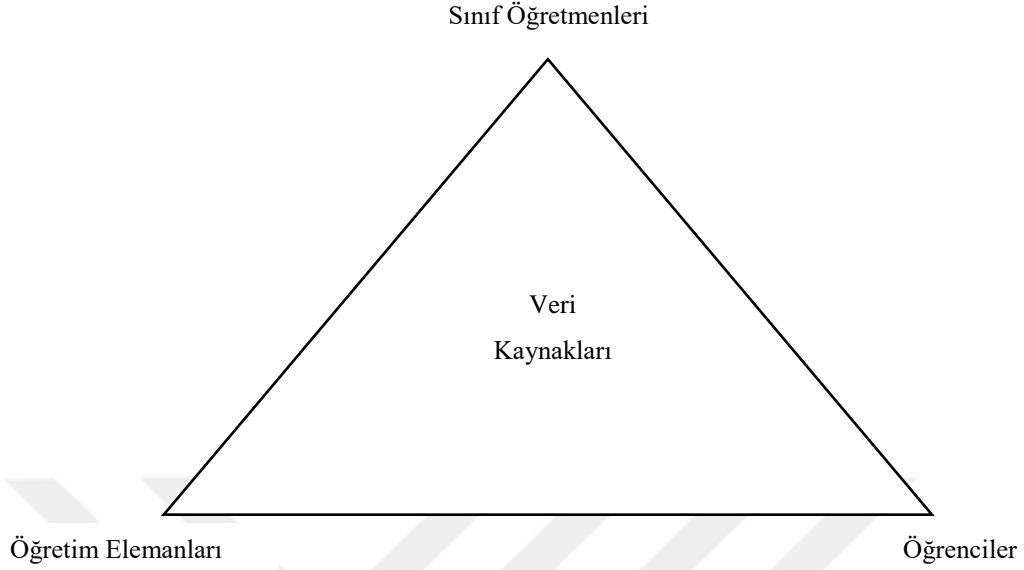 Sınıf Öğretmenleri
Veri
Kaynakları
Öğretim Elemanları
Öğrenciler